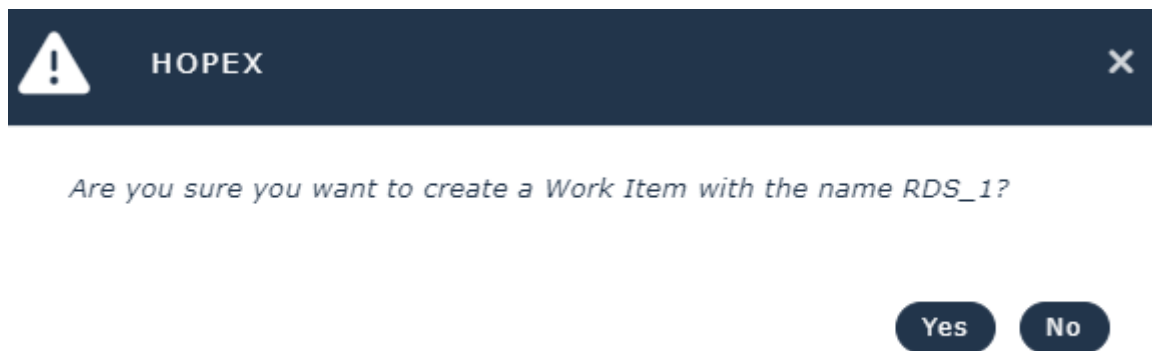 HOPEX
Are you sure you want to create a Work Item with the name RDS_1?
Yes No